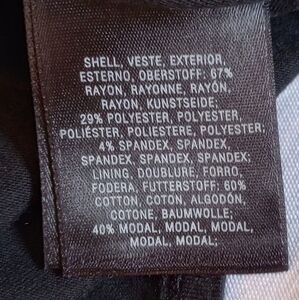 SHELL, VESTE, EXTERIOR,
ESTERNO, OBERSTOFF: 67%
RAYON, RAYONNE, RAYÓN,
RAYON, KUNSTSEIDE;
29% POLYESTER, POLYESTER,
POLIÉSTER, POLIESTERE, POLYESTER;
4% SPANDEX, SPANDEX,
SPANDEX, SPANDEX, SPANDEX;
LINING, DOUBLURE, FORRO,
FODERA, FUTTERSTOFF: 60%
COTTON, COTON, ALGODÓN,
COTONE, BAUMWOLLE;
40% MODAL, MODAL, MODAL,
MODAL, MODAL;